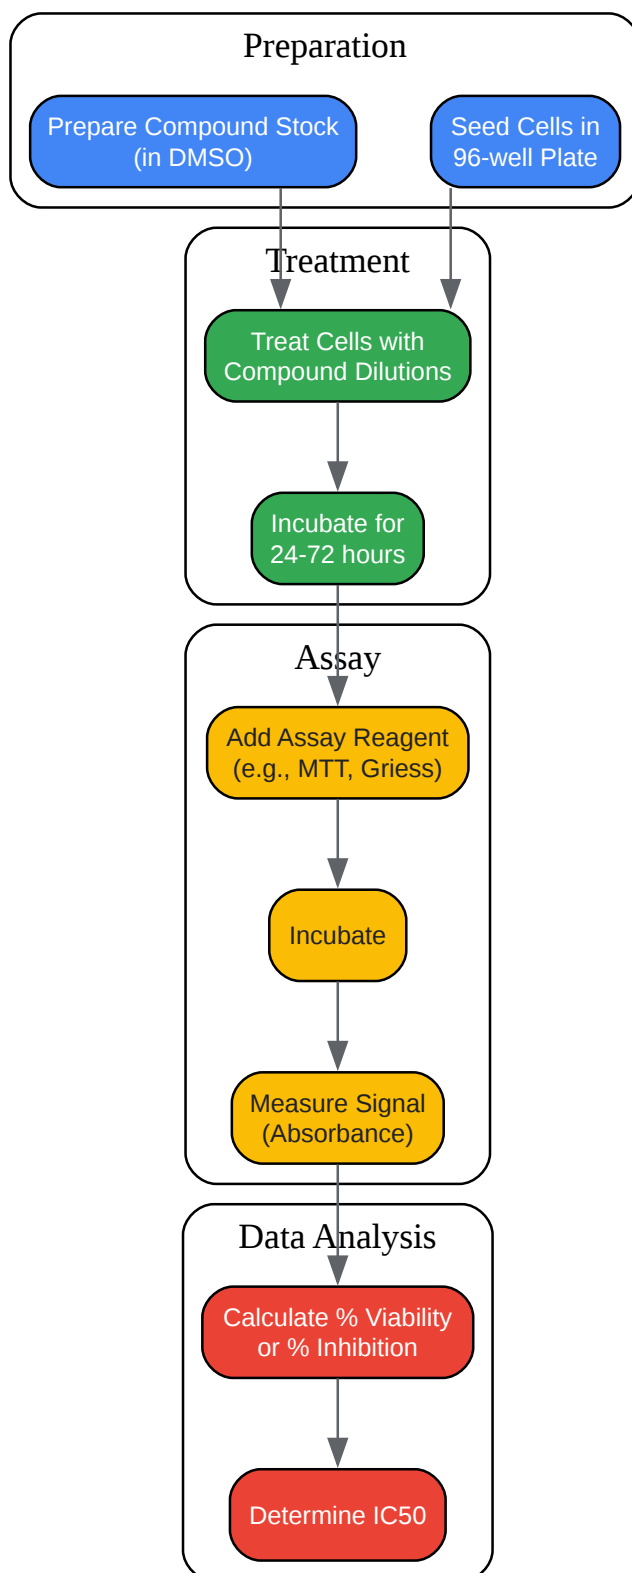 Preparation
Prepare Compound Stock
(in DMSO)
Seed Cells in
96-well Plate
Treatment
Treat Cells with
Compound Dilutions
Incubate for
24-72 hours
Assay
Add Assay Reagent
(e.g., MTT, Griess)
Incubate
Measure Signal
(Absorbance)
Data Analysis
Calculate % Viability
or % Inhibition
Determine IC50